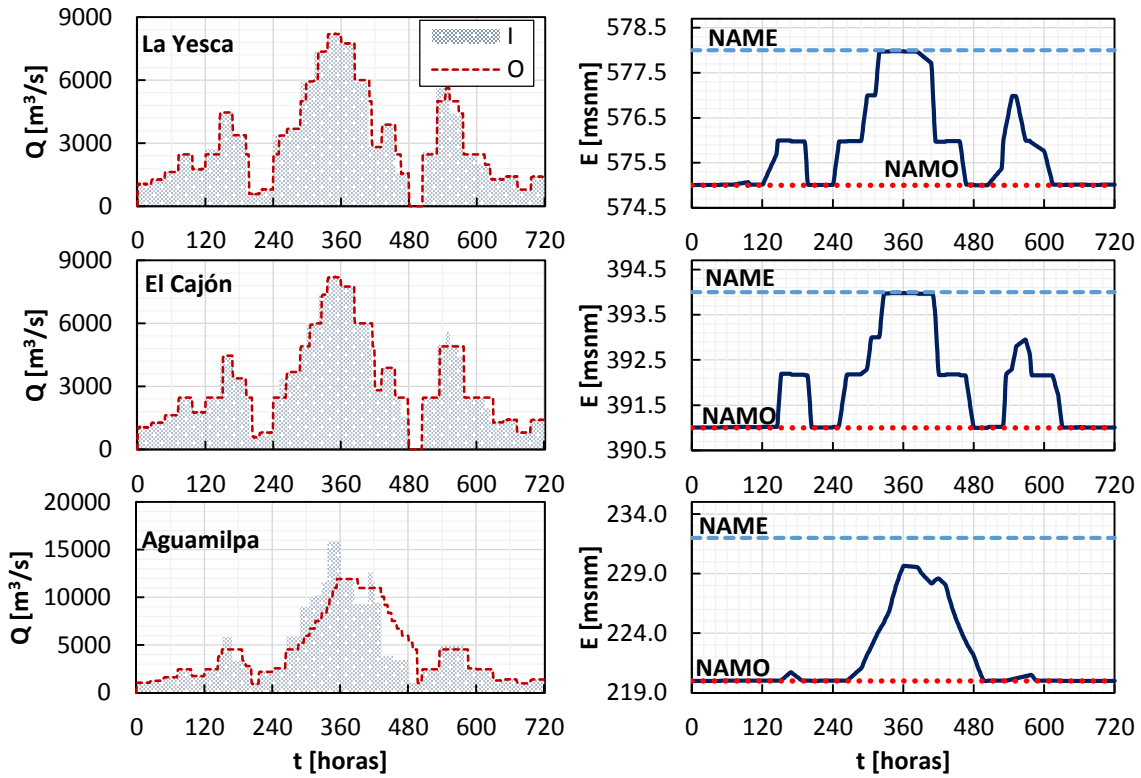 La Yesca
I
O
Q [m³/s]
9000
6000
3000
0
0 120 240 360 480 600 720
NAME
NAMO
E [msnm]
578.5
577.5
576.5
575.5
574.5
0 120 240 360 480 600 720
El Cajón
Q [m³/s]
9000
6000
3000
0
0 120 240 360 480 600 720
NAME
NAMO
E [msnm]
394.5
393.5
392.5
391.5
390.5
0 120 240 360 480 600 720
Aguamilpa
Q [m³/s]
20000
15000
10000
5000
0
0 120 240 360 480 600 720
t [horas]
NAME
NAMO
E [msnm]
234.0
229.0
224.0
219.0
0 120 240 360 480 600 720
t [horas]